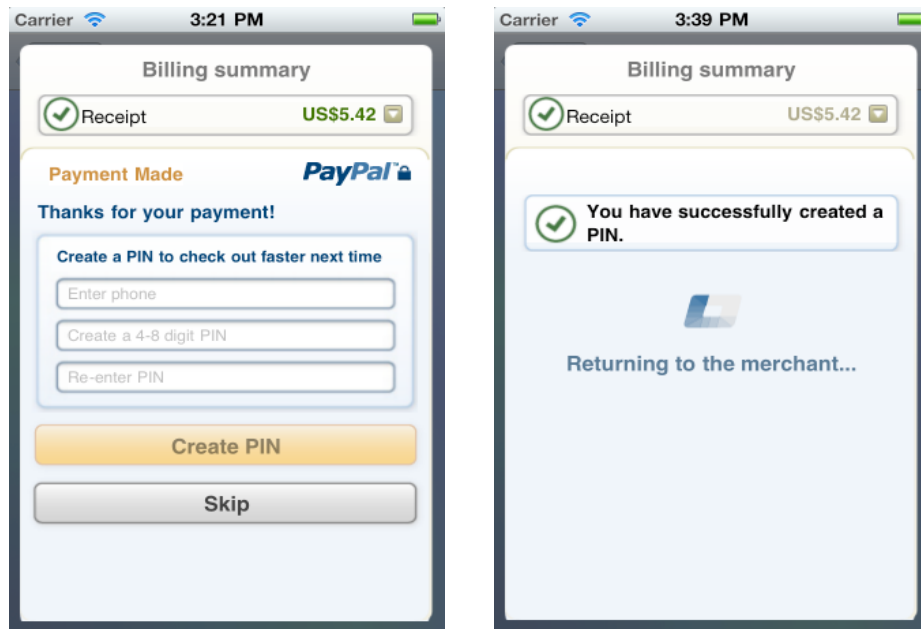 Carrier 3:21 PM
Billing summary
Receipt US$5.42
Payment Made PayPal™
Thanks for your payment!
Create a PIN to check out faster next time
Enter phone
Create a 4-8 digit PIN
Re-enter PIN
Create PIN
Skip
Carrier 3:39 PM
Billing summary
Receipt US$5.42
You have successfully created a
PIN.
Returning to the merchant...